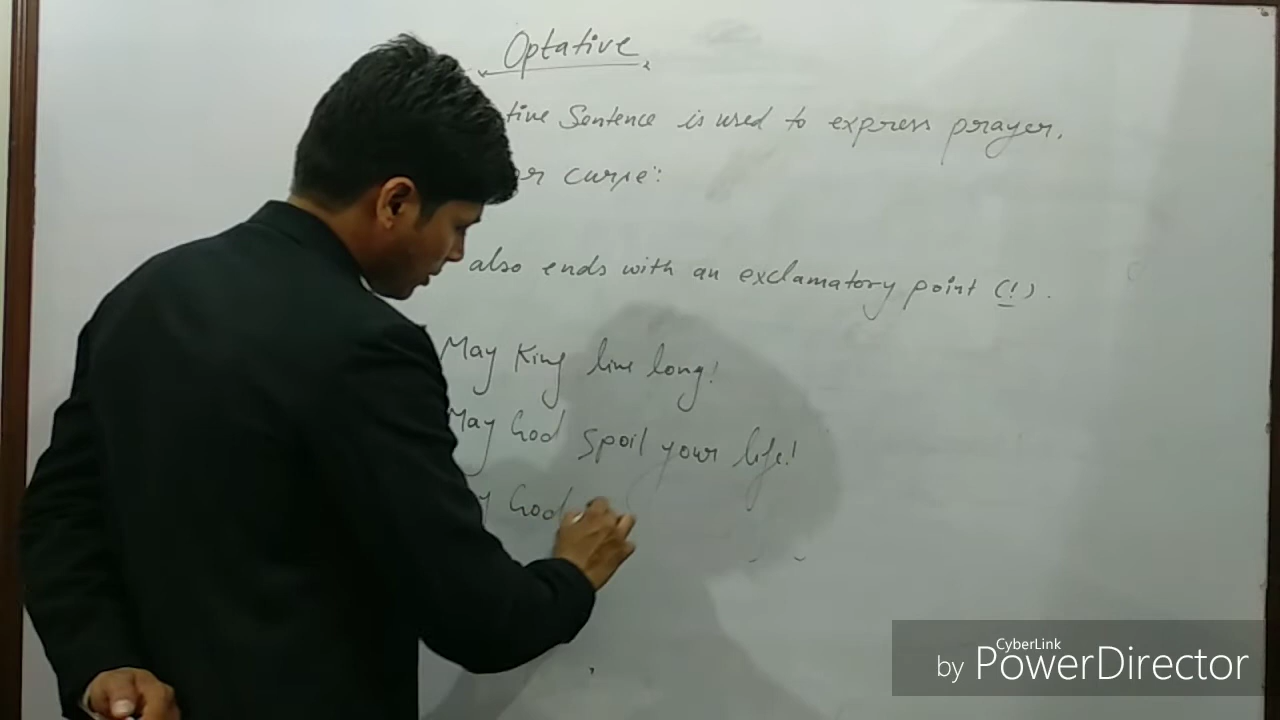 Optative
tive Sentence is used to express prayer,
or curse:
also ends with an exclamatory point (!).
May King live long!
May God spoil your life!
y God
CyberLink
by PowerDirector